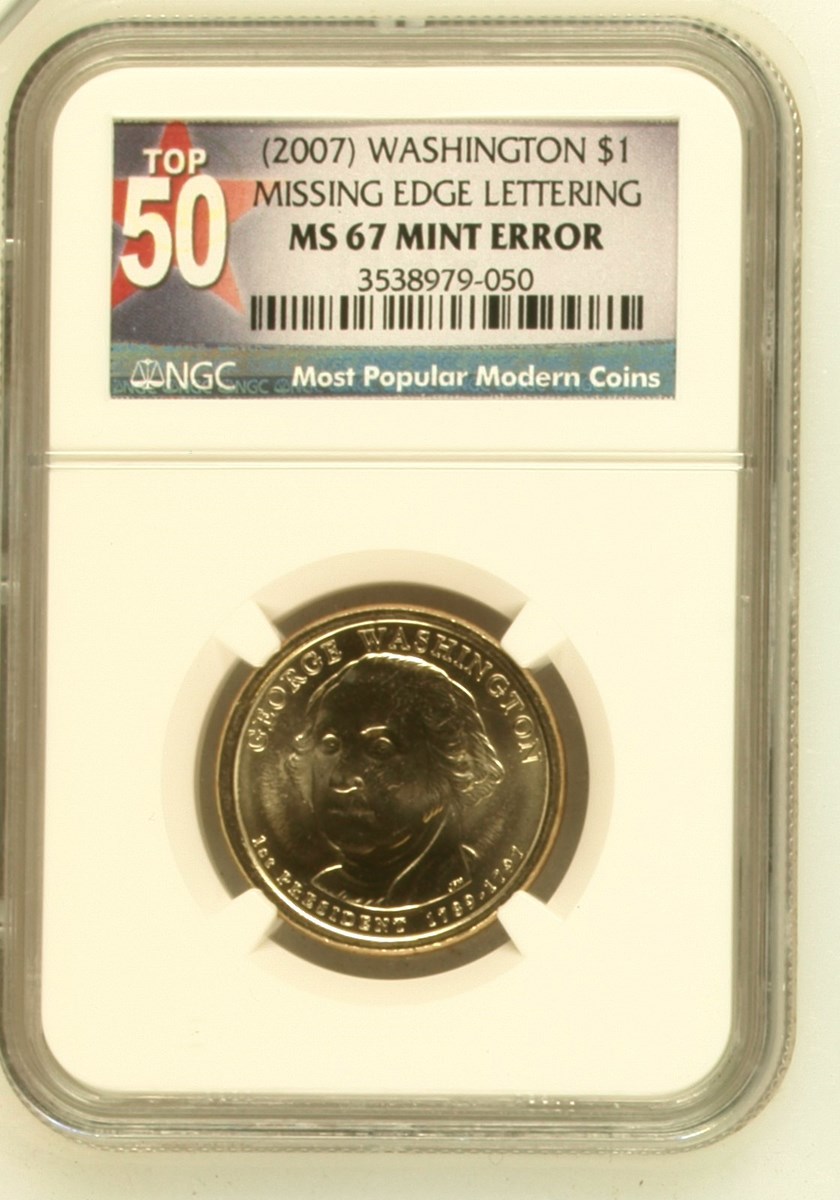 TOP
50
(2007) WASHINGTON $1
MISSING EDGE LETTERING
MS 67 MINT ERROR
3538979-050
NGC
Most Popular Modern Coins
GEORGE WASHINGTON
1st PRESIDENT 1789-1797